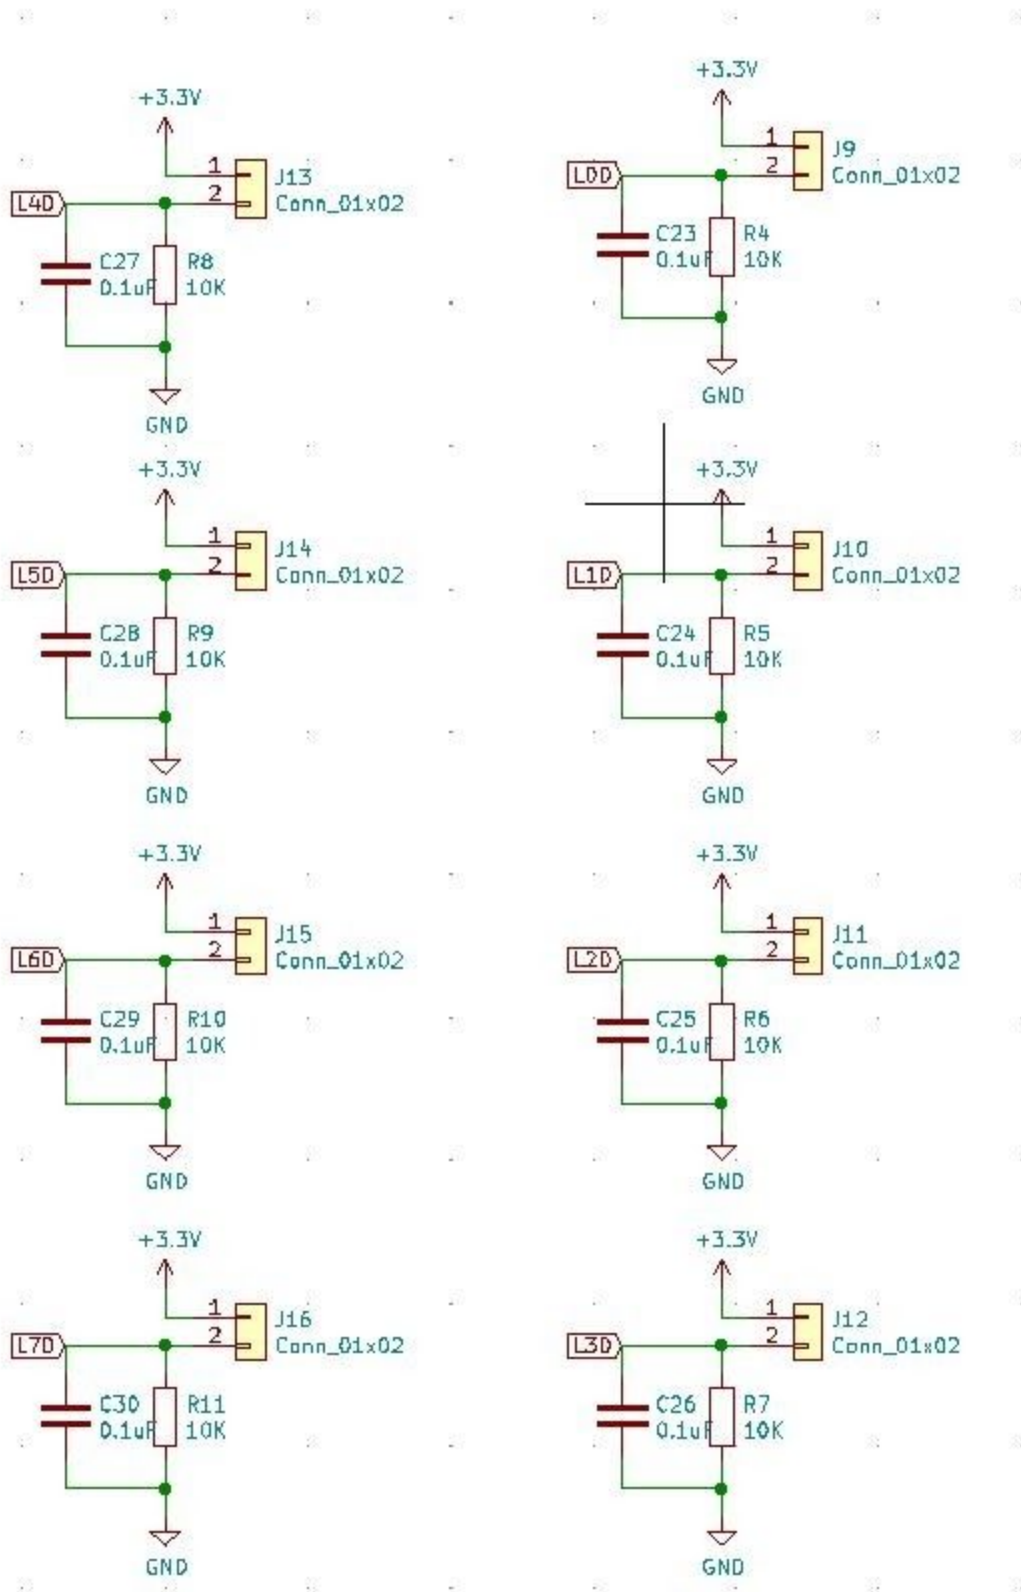 +3.3V
1
2
J13
Conn_01x02
L4D
C27
0.1uF
R8
10K
GND
+3.3V
1
2
J9
Conn_01x02
L0D
C23
0.1uF
R4
10K
GND
+3.3V
1
2
J14
Conn_01x02
L5D
C28
0.1uF
R9
10K
GND
+3.3V
1
2
J10
Conn_01x02
L1D
C24
0.1uF
R5
10K
GND
+3.3V
1
2
J15
Conn_01x02
L6D
C29
0.1uF
R10
10K
GND
+3.3V
1
2
J11
Conn_01x02
L2D
C25
0.1uF
R6
10K
GND
+3.3V
1
2
J16
Conn_01x02
L7D
C30
0.1uF
R11
10K
GND
+3.3V
1
2
J12
Conn_01x02
L3D
C26
0.1uF
R7
10K
GND